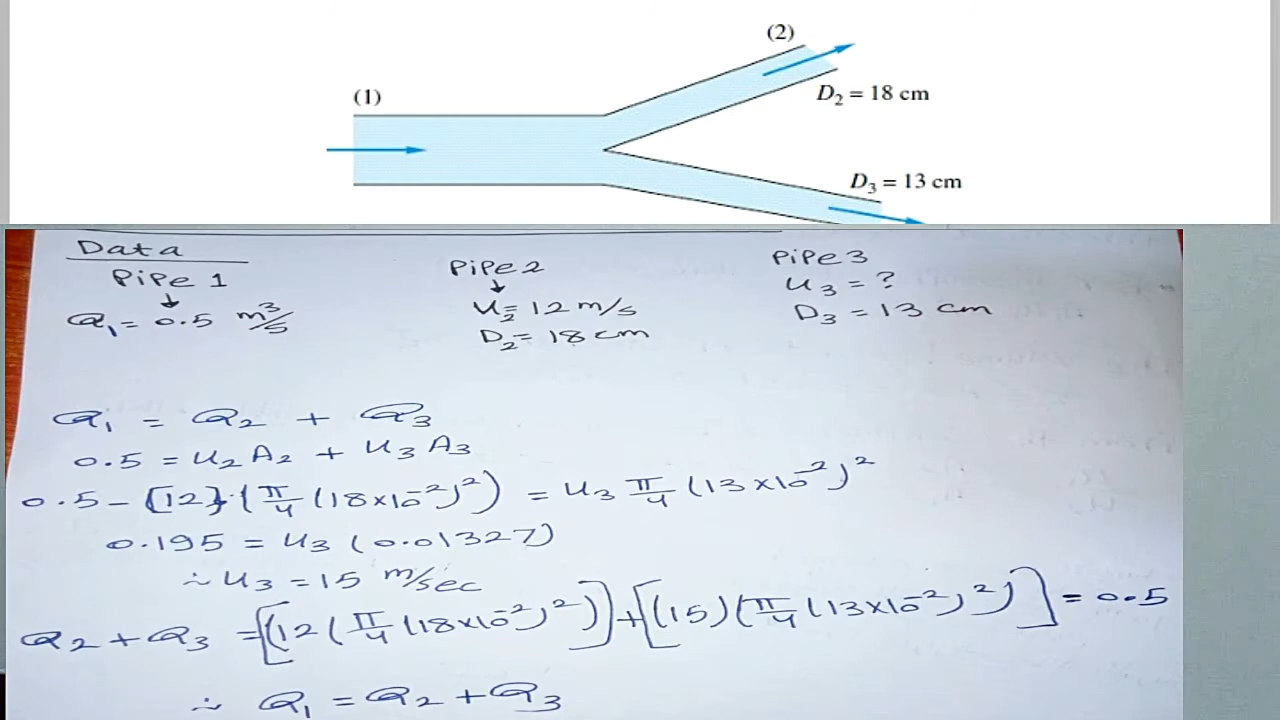 (2)
(1)
D₂ = 18 cm
D₃ = 13 cm
Data
Pipe 1
Q₁ = 0.5 m³/s
Pipe 2
u₂ = 12 m/s
D₂ = 18 cm
Pipe 3
u₃ = ?
D₃ = 13 cm
Q₁ = Q₂ + Q₃
0.5 = u₂ A₂ + u₃ A₃
0.5 - [12] · (π/4 (18×10⁻²)²) = u₃ π/4 (13×10⁻²)²
0.195 = u₃ (0.01327)
∴ u₃ = 15 m/sec
Q₂ + Q₃ = [(12 (π/4 (18×10⁻²)²)] + [(15) (π/4 (13×10⁻²)²)] = 0.5
∴ Q₁ = Q₂ + Q₃